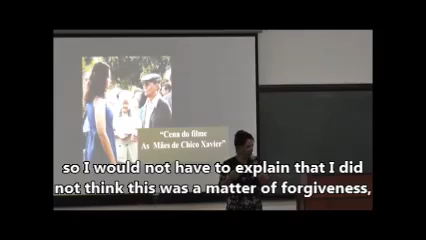 “Cena do filme
As Mães de Chico Xavier”
so I would not have to explain that I did
not think this was a matter of forgiveness,